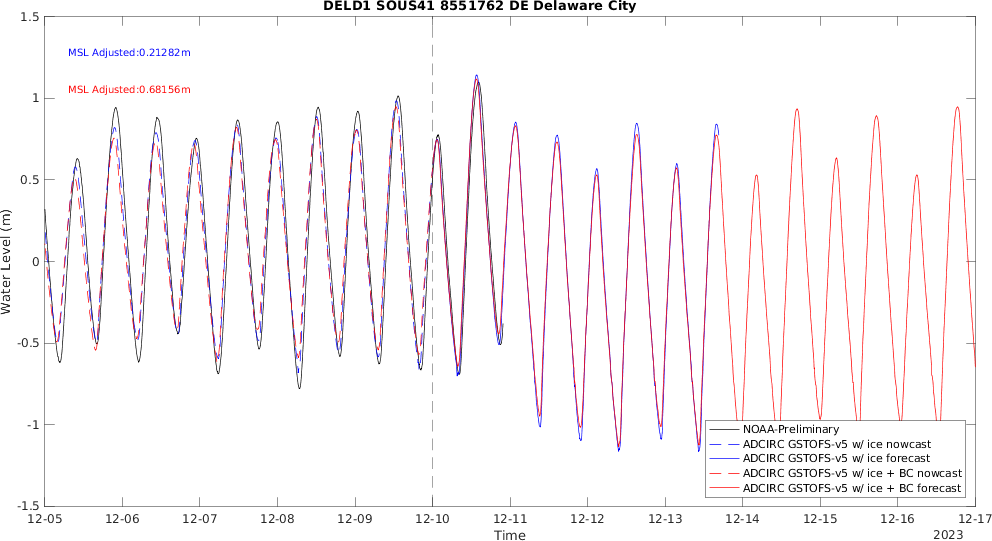 DELD1 SOUS41 8551762 DE Delaware City
MSL Adjusted:0.21282m
MSL Adjusted:0.68156m
Water Level (m)
1.5
1
0.5
0
-0.5
-1
-1.5
NOAA-Preliminary
ADCIRC GSTOFS-v5 w/ ice nowcast
ADCIRC GSTOFS-v5 w/ ice forecast
ADCIRC GSTOFS-v5 w/ ice + BC nowcast
ADCIRC GSTOFS-v5 w/ ice + BC forecast
12-05 12-06 12-07 12-08 12-09 12-10 12-11 12-12 12-13 12-14 12-15 12-16 12-17
Time
2023